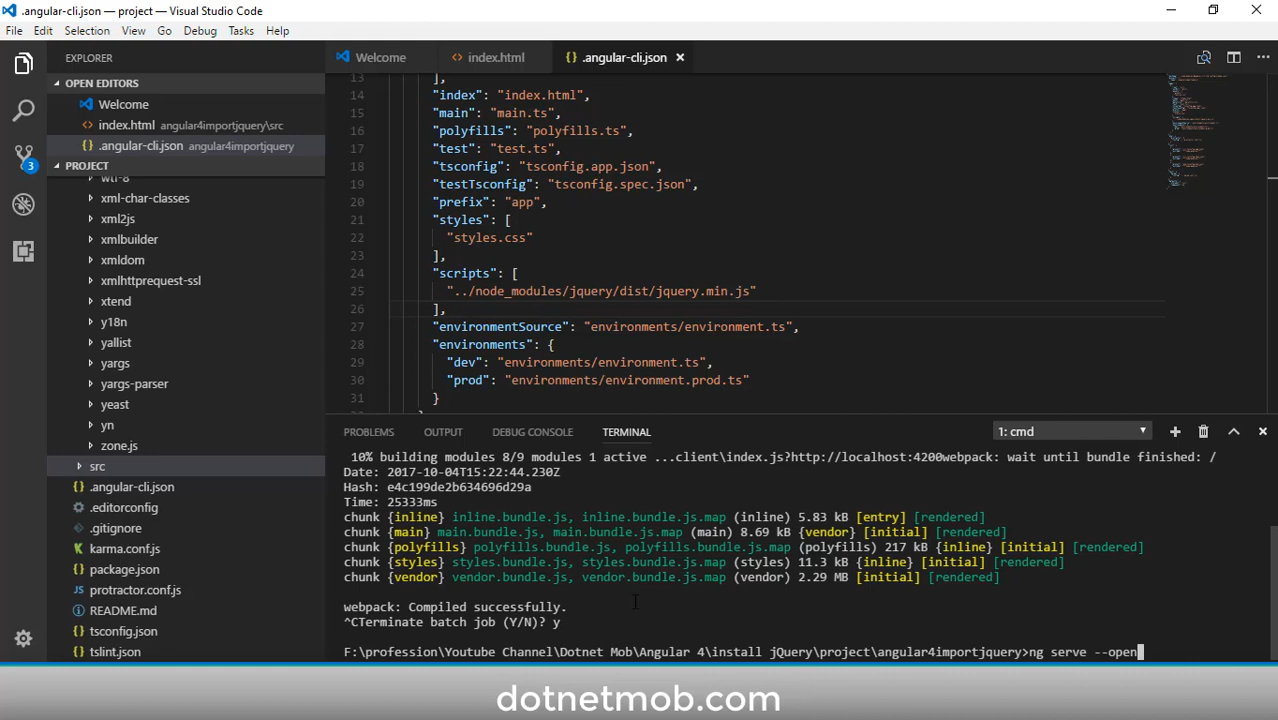 .angular-cli.json — project — Visual Studio Code
File Edit Selection View Go Debug Tasks Help
EXPLORER
OPEN EDITORS
Welcome
index.html angular4importjquery\src
.angular-cli.json angular4importjquery
PROJECT
wtf-8
xml-char-classes
xml2js
xmlbuilder
xmldom
xmlhttprequest-ssl
xtend
y18n
yallist
yargs
yargs-parser
yeast
yn
zone.js
src
.angular-cli.json
.editorconfig
.gitignore
karma.conf.js
package.json
protractor.conf.js
README.md
tsconfig.json
tslint.json
3
Welcome index.html .angular-cli.json
13 ],
14 "index": "index.html",
15 "main": "main.ts",
16 "polyfills": "polyfills.ts",
17 "test": "test.ts",
18 "tsconfig": "tsconfig.app.json",
19 "testTsconfig": "tsconfig.spec.json",
20 "prefix": "app",
21 "styles": [
22 "styles.css"
23 ],
24 "scripts": [
25 "../node_modules/jquery/dist/jquery.min.js"
26 ],
27 "environmentSource": "environments/environment.ts",
28 "environments": {
29 "dev": "environments/environment.ts",
30 "prod": "environments/environment.prod.ts"
31 }
PROBLEMS OUTPUT DEBUG CONSOLE TERMINAL 1: cmd
10% building modules 8/9 modules 1 active ...client\index.js?http://localhost:4200webpack: wait until bundle finished: /
Date: 2017-10-04T15:22:44.230Z
Hash: e4c199de2b634696d29a
Time: 25333ms
chunk {inline} inline.bundle.js, inline.bundle.js.map (inline) 5.83 kB [entry] [rendered]
chunk {main} main.bundle.js, main.bundle.js.map (main) 8.69 kB {vendor} [initial] [rendered]
chunk {polyfills} polyfills.bundle.js, polyfills.bundle.js.map (polyfills) 217 kB {inline} [initial] [rendered]
chunk {styles} styles.bundle.js, styles.bundle.js.map (styles) 11.3 kB {inline} [initial] [rendered]
chunk {vendor} vendor.bundle.js, vendor.bundle.js.map (vendor) 2.29 MB [initial] [rendered]
webpack: Compiled successfully.
^CTerminate batch job (Y/N)? y
F:\profession\Youtube Channel\Dotnet Mob\Angular 4\install jQuery\project\angular4importjquery>ng serve --open
dotnetmob.com